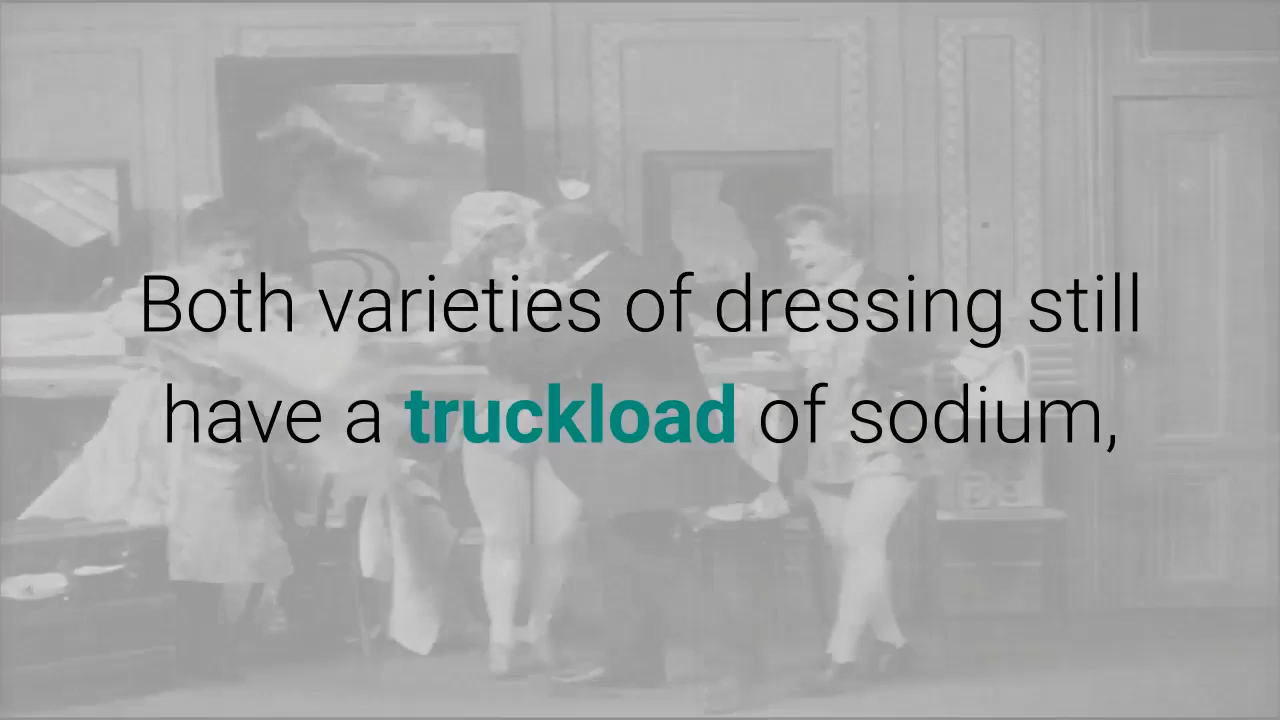 Both varieties of dressing still
have a truckload of sodium,